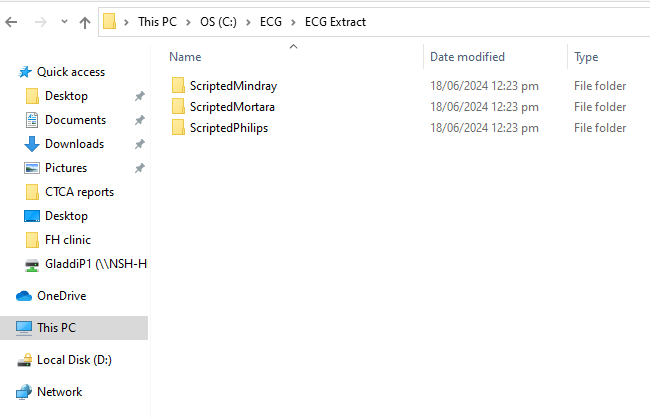 This PC > OS (C:) > ECG > ECG Extract
Name Date modified Type
ScriptedMindray 18/06/2024 12:23 pm File folder
ScriptedMortara 18/06/2024 12:23 pm File folder
ScriptedPhilips 18/06/2024 12:23 pm File folder
Quick access
Desktop
Documents
Downloads
Pictures
CTCA reports
Desktop
FH clinic
GladdiP1 (\\NSH-H
OneDrive
This PC
Local Disk (D:)
Network